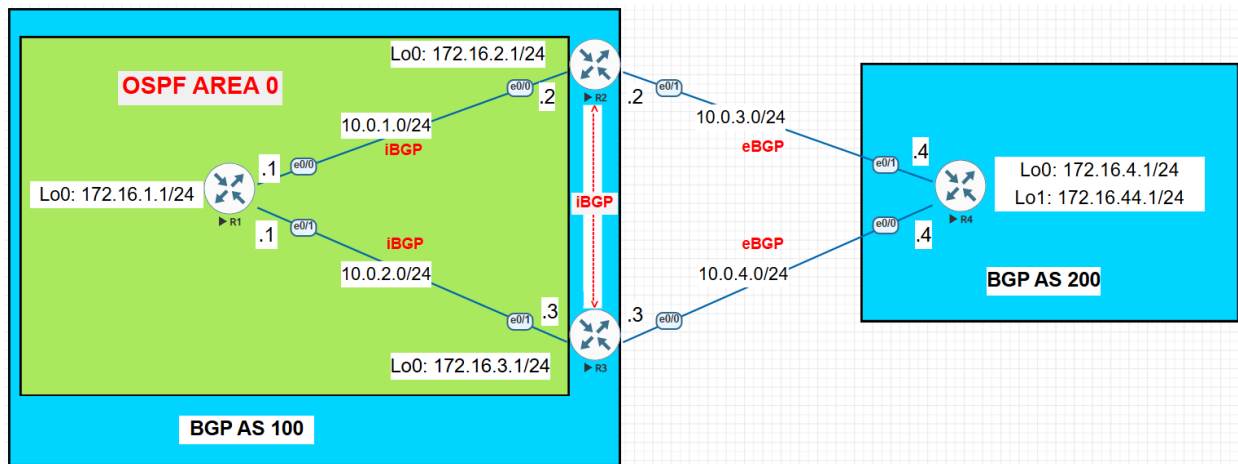 Lo0: 172.16.2.1/24
OSPF AREA 0
e0/0
.2
R2
.2
e0/1
10.0.1.0/24
iBGP
10.0.3.0/24
eBGP
.1
e0/0
Lo0: 172.16.1.1/24
R1
.1
e0/1
iBGP
e0/1
.4
Lo0: 172.16.4.1/24
Lo1: 172.16.44.1/24
R4
e0/0
.4
iBGP
10.0.2.0/24
eBGP
10.0.4.0/24
BGP AS 200
e0/1
.3
.3
e0/0
Lo0: 172.16.3.1/24
R3
BGP AS 100